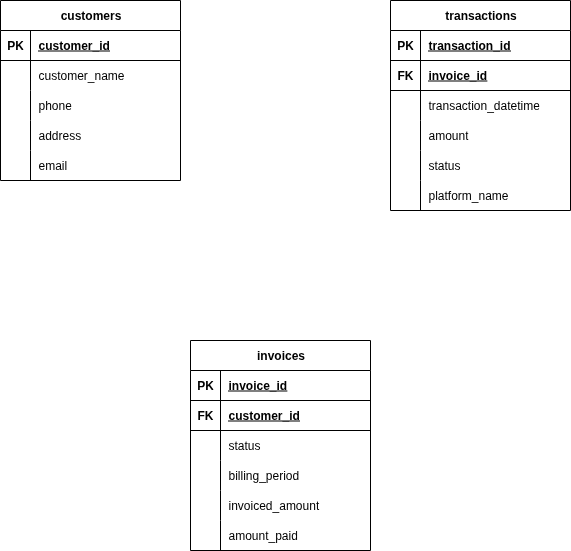 customers
PK customer_id
customer_name
phone
address
email
transactions
PK transaction_id
FK invoice_id
transaction_datetime
amount
status
platform_name
invoices
PK invoice_id
FK customer_id
status
billing_period
invoiced_amount
amount_paid